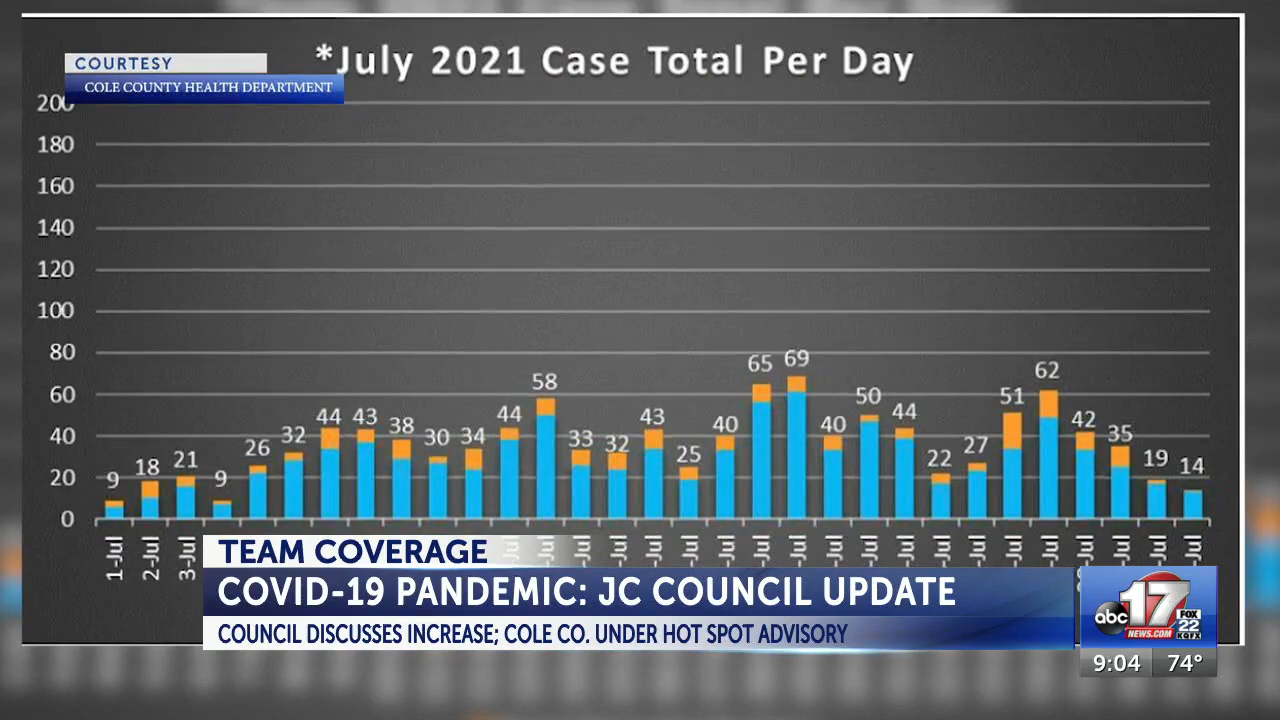 *July 2021 Case Total Per Day
COURTESY
COLE COUNTY HEALTH DEPARTMENT
200
180
160
140
120
100
80
60
40
20
0
9 18 21 9 26 32 44 43 38 30 34 44 58 33 32 43 25 40 65 69 40 50 44 22 27 51 62 42 35 19 14
1-Jul 2-Jul 3-Jul
TEAM COVERAGE
COVID-19 PANDEMIC: JC COUNCIL UPDATE
COUNCIL DISCUSSES INCREASE; CO​LE CO. UNDER HOT SPOT ADVISORY
abc 17
NEWS.COM
FOX
22
KQFX
9:04 74°